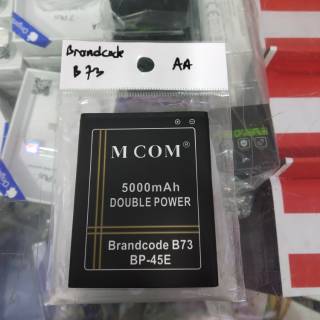 Brandcode
B73
AA
M COM®
5000mAh
DOUBLE POWER
Brandcode B73
BP-45E